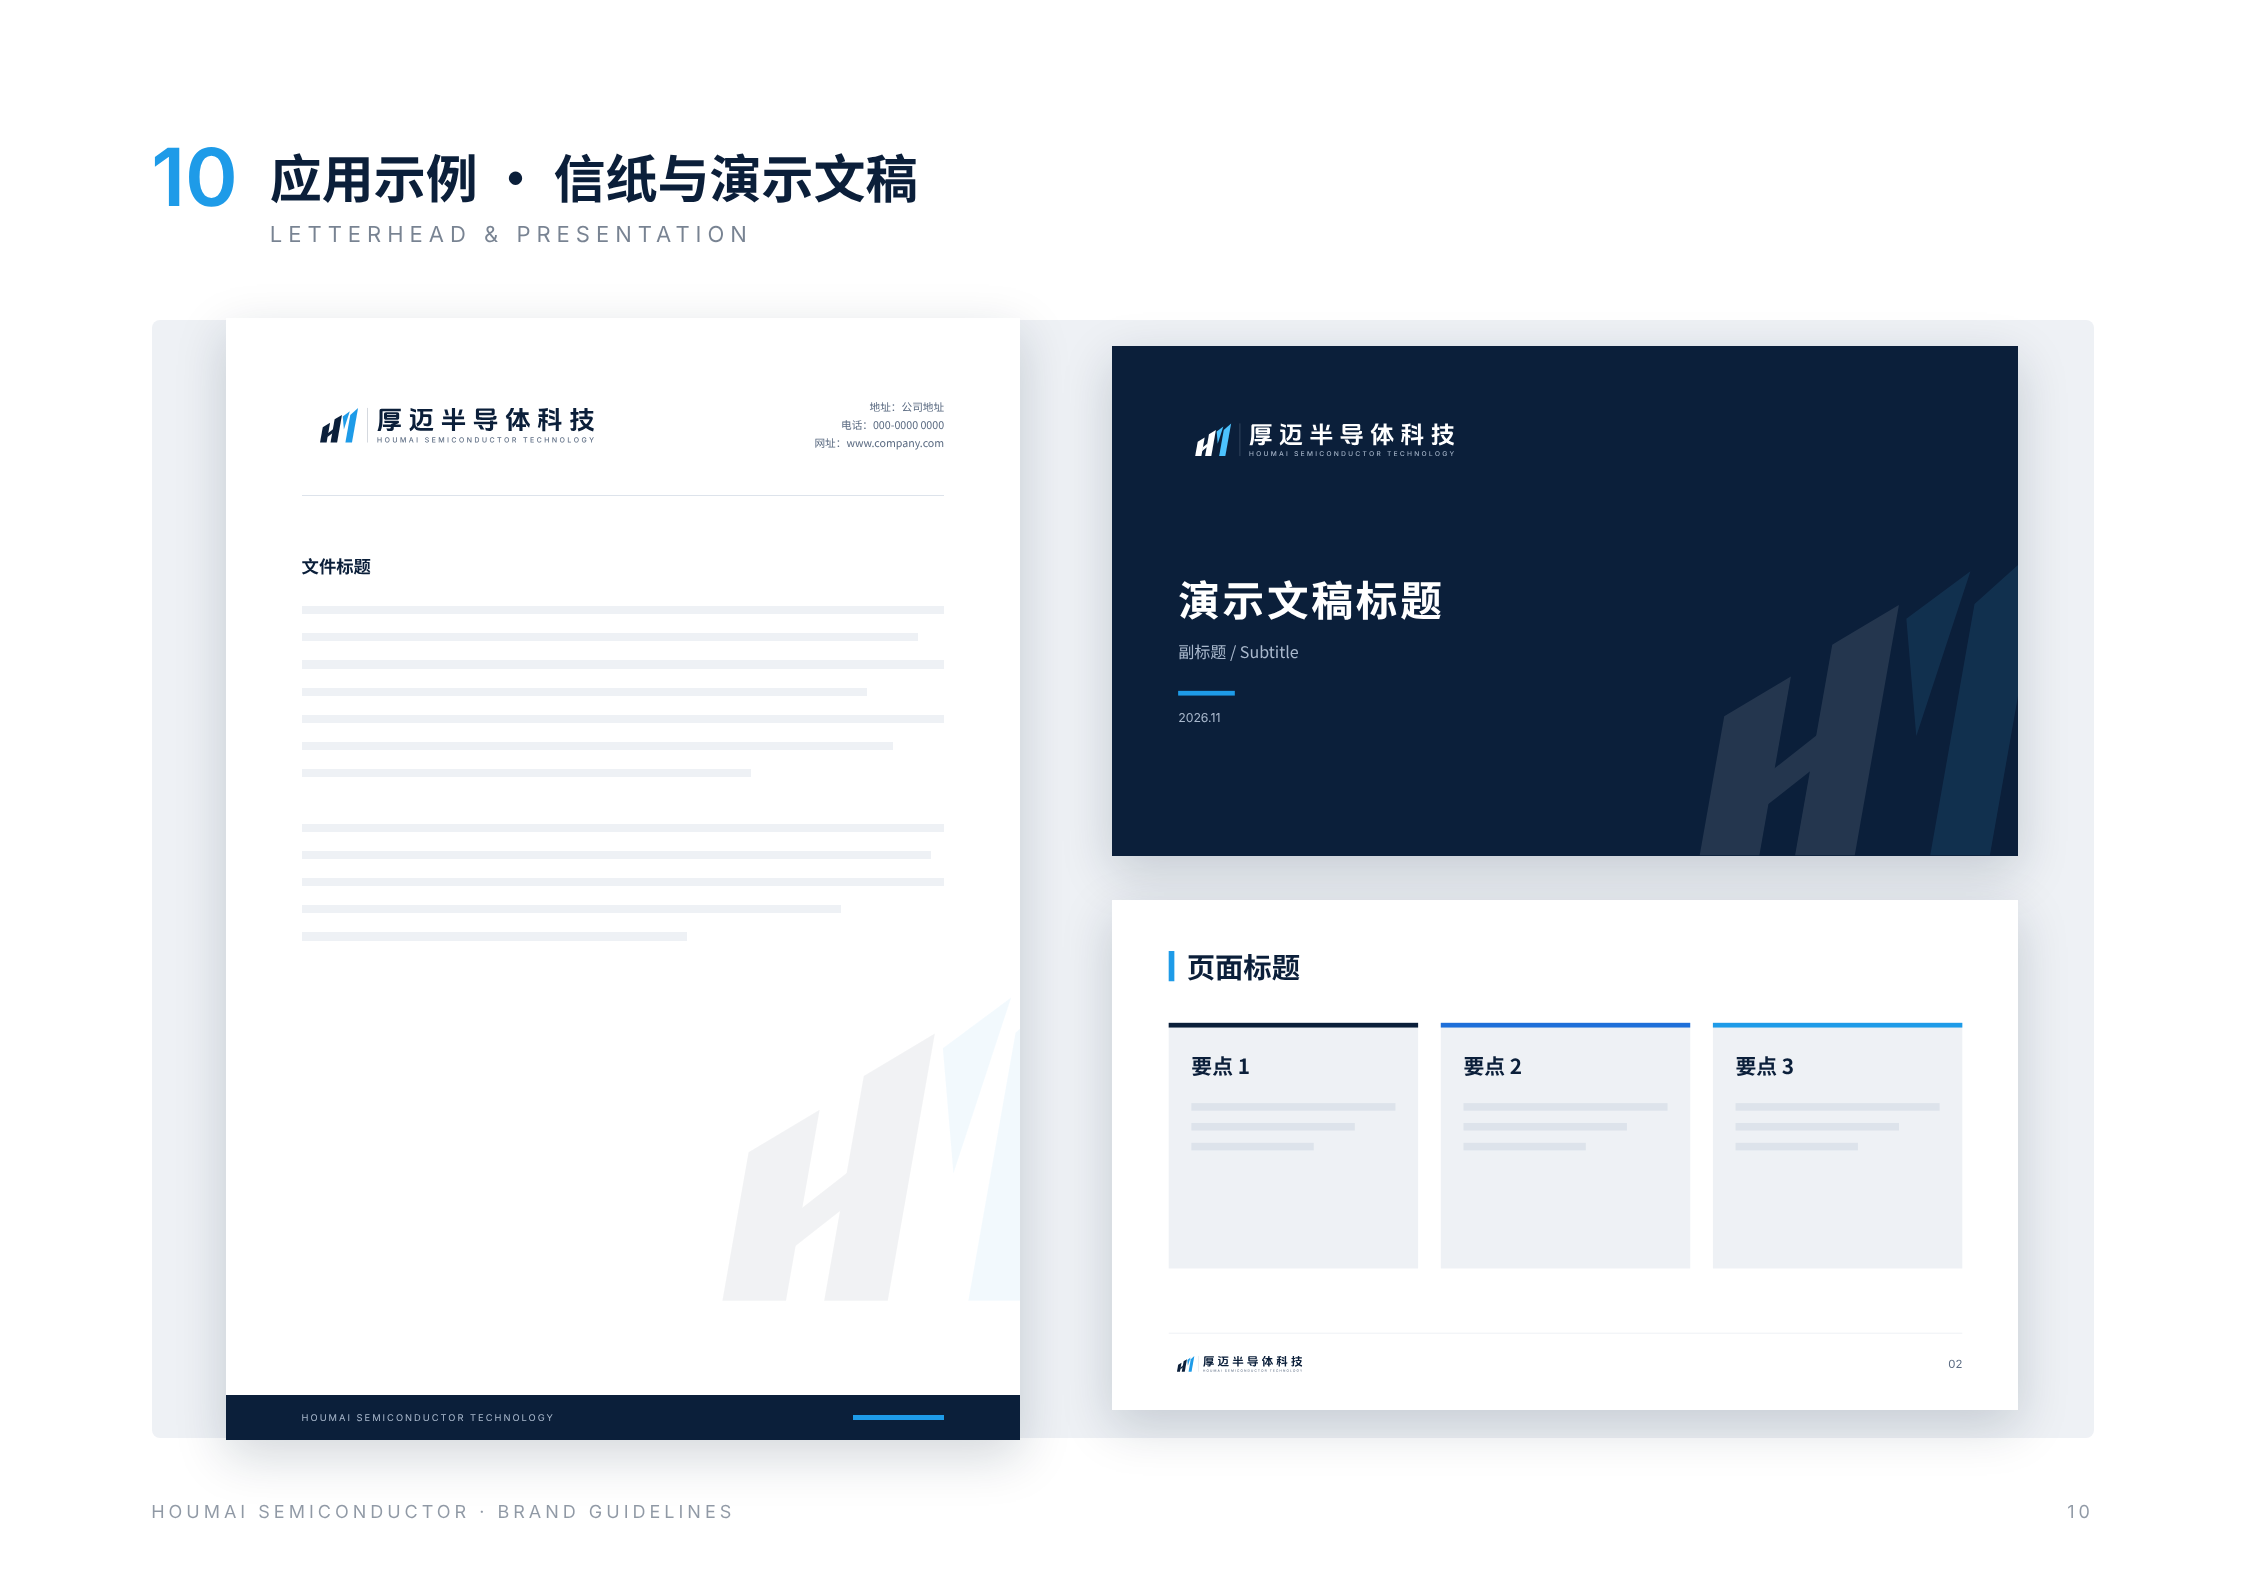 10 应用示例 · 信纸与演示文稿
LETTERHEAD & PRESENTATION
厚迈半导体科技
HOUMAI SEMICONDUCTOR TECHNOLOGY
地址：公司地址
电话：000-0000 0000
网址：www.company.com
文件标题
HOUMAI SEMICONDUCTOR TECHNOLOGY
厚迈半导体科技
HOUMAI SEMICONDUCTOR TECHNOLOGY
演示文稿标题
副标题 / Subtitle
2026.11
页面标题
要点 1
要点 2
要点 3
厚迈半导体科技
HOUMAI SEMICONDUCTOR TECHNOLOGY
02
HOUMAI SEMICONDUCTOR · BRAND GUIDELINES
10